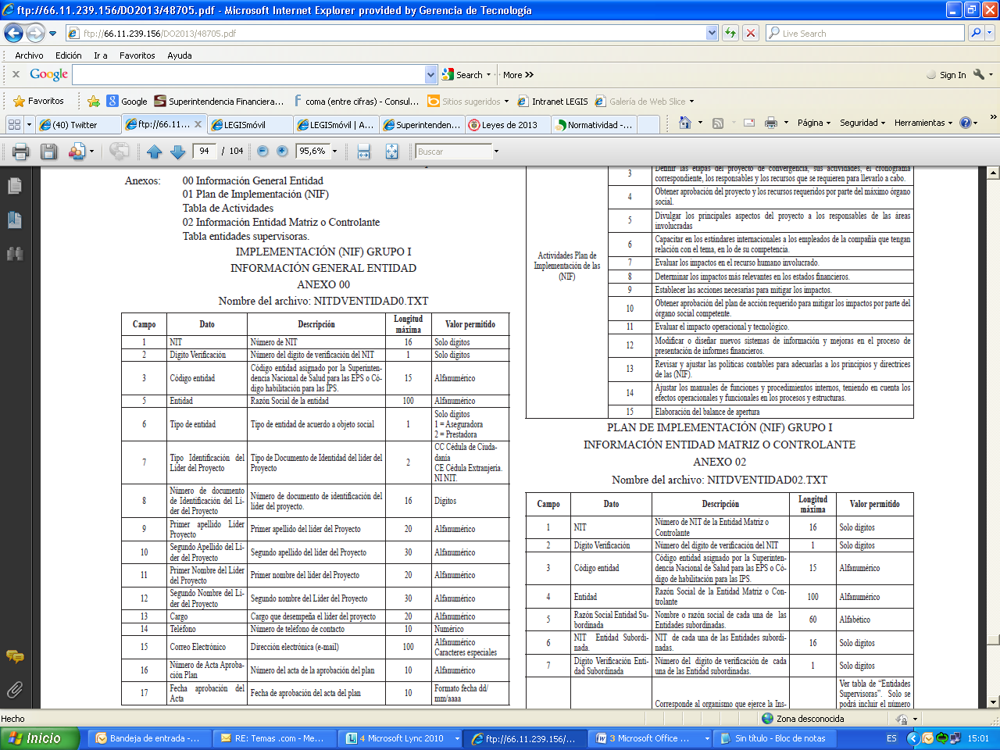 ftp://66.11.239.156/DO2013/48705.pdf - Microsoft Internet Explorer provided by Gerencia de Tecnología
ftp://66.11.239.156/DO2013/48705.pdf
Live Search
Archivo Edición Ir a Favoritos Ayuda
x Google Search More >> Sign In
Favoritos Google Superintendencia Financiera... coma (entre cifras) - Consul... Sitios sugeridos Intranet LEGIS Galería de Web Slice
(40) Twitter ftp://66.11.... LEGISmóvil LEGISmóvil | A... Superintenden... Leyes de 2013 Normatividad -... Página Seguridad Herramientas
94 / 104 95,6% Buscar
Anexos: 00 Información General Entidad
01 Plan de Implementación (NIF)
Tabla de Actividades
02 Información Entidad Matriz o Controlante
Tabla entidades supervisoras.
IMPLEMENTACIÓN (NIF) GRUPO I
INFORMACIÓN GENERAL ENTIDAD
ANEXO 00
Nombre del archivo: NITDVENTIDAD0.TXT
Campo Dato Descripción Longitud máxima Valor permitido
1 NIT Número de NIT 16 Solo dígitos
2 Dígito Verificación Número del dígito de verificación del NIT 1 Solo dígitos
3 Código entidad Código entidad asignado por la Superinten-
dencia Nacional de Salud para las EPS o Có-
digo habilitación para las IPS. 15 Alfanumérico
5 Entidad Razón Social de la entidad 100 Alfanumérico
6 Tipo de entidad Tipo de entidad de acuerdo a objeto social 1 Solo dígitos
1 = Aseguradora
2 = Prestadora
7 Tipo Identificación del
Líder del Proyecto Tipo de Documento de Identidad del líder del
Proyecto 2 CC Cédula de Ciuda-
danía
CE Cédula Extranjería.
NI NIT.
8 Número de documento
de Identificación del Lí-
der del Proyecto Número de documento de identificación del
líder del proyecto. 16 Dígitos
9 Primer apellido Líder
Proyecto Primer apellido del líder del Proyecto 20 Alfanumérico
10 Segundo Apellido del Lí-
der del Proyecto Segundo apellido del líder del Proyecto 30 Alfanumérico
11 Primer Nombre del Líder
del Proyecto Primer nombre del líder del Proyecto 20 Alfanumérico
12 Segundo Nombre del Lí-
der del Proyecto Segundo nombre del Líder del Proyecto 30 Alfanumérico
13 Cargo Cargo que desempeña el líder del proyecto 20 Alfanumérico
14 Teléfono Número de teléfono de contacto 10 Numérico
15 Correo Electrónico Dirección electrónica (e-mail) 100 Alfanumérico
Caracteres especiales
16 Número de Acta Aproba-
ción Plan Número del acta de la aprobación del plan 10 Alfanumérico
17 Fecha aprobación del
Acta Fecha de aprobación del acta del plan 10 Formato fecha dd/
mm/aaaa
Actividades Plan de
Implementación de las
(NIF)
3 Definir las etapas del proyecto de convergencia, sus actividades, el cronograma
correspondiente, los responsables y los recursos que se requieren para llevarlo a cabo.
4 Obtener aprobación del proyecto y los recursos requeridos por parte del máximo órgano
social.
5 Divulgar los principales aspectos del proyecto a los responsables de las áreas
involucradas
6 Capacitar en los estándares internacionales a los empleados de la compañía que tengan
relación con el tema, en lo de su competencia.
7 Evaluar los impactos en el recurso humano involucrado.
8 Determinar los impactos más relevantes en los estados financieros.
9 Establecer las acciones necesarias para mitigar los impactos.
10 Obtener aprobación del plan de acción requerido para mitigar los impactos por parte del
órgano social competente.
11 Evaluar el impacto operacional y tecnológico.
12 Modificar o diseñar nuevos sistemas de información y mejoras en el proceso de
presentación de informes financieros.
13 Revisar y ajustar las políticas contables para adecuarlas a los principios y directrices
de las (NIF).
14 Ajustar los manuales de funciones y procedimientos internos, teniendo en cuenta los
efectos operacionales y funcionales en los procesos y estructuras.
15 Elaboración del balance de apertura
PLAN DE IMPLEMENTACIÓN (NIF) GRUPO I
INFORMACIÓN ENTIDAD MATRIZ O CONTROLANTE
ANEXO 02
Nombre del archivo: NITDVENTIDAD02.TXT
Campo Dato Descripción Longitud máxima Valor permitido
1 NIT Número de NIT de la Entidad Matriz o
Controlante 16 Solo dígitos
2 Dígito Verificación Número del dígito de verificación del NIT 1 Solo dígitos
3 Código entidad Código entidad asignado por la Superinten-
dencia Nacional de Salud para las EPS o Có-
digo de habilitación para las IPS. 15 Alfanumérico
4 Entidad Razón Social de la Entidad Matriz o Con-
trolante 100 Alfanumérico
5 Razón Social Entidad Su-
bordinada Nombre o razón social de cada una de las
Entidades subordinadas. 60 Alfabético
6 NIT Entidad Subordi-
nada. NIT de cada una de las Entidades subordi-
nadas. 16 Solo dígitos
7 Dígito Verificación Enti-
dad Subordinada Número del dígito de verificación de cada
una de las Entidad subordinadas. 1 Solo dígitos
Corresponde al organismo que ejerce la Ins-
Ver tabla de “Entidades
Supervisoras”. Solo se
podrá incluir el número
Hecho Zona desconocida
Inicio Bandeja de entrada -... RE: Temas .com - Me... 4 Microsoft Lync 2010 ftp://66.11.239.156/... 3 Microsoft Office ... Sin título - Bloc de notas ES 15:01